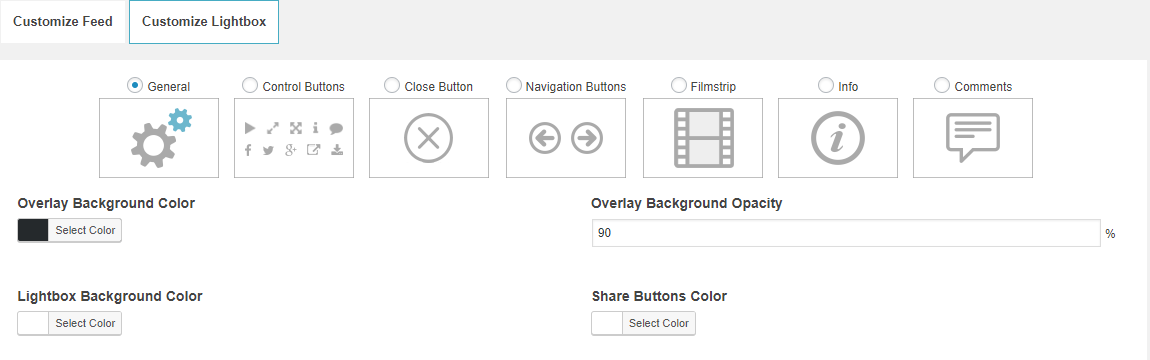 Customize Feed Customize Lightbox
General Control Buttons Close Button Navigation Buttons Filmstrip Info Comments
Overlay Background Color Overlay Background Opacity
Select Color 90 %
Lightbox Background Color Share Buttons Color
Select Color Select Color